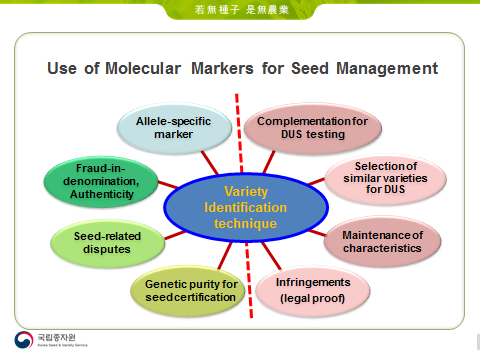 若無種子 是無農業
Use of Molecular Markers for Seed Management
Allele-specific
marker
Complementation for
DUS testing
Fraud-in-
denomination,
Authenticity
Selection of
similar varieties
for DUS
Variety
Identification
technique
Seed-related
disputes
Maintenance of
characteristics
Genetic purity for
seed certification
Infringements
(legal proof)
국립종자원
Korea Seed & Variety Service